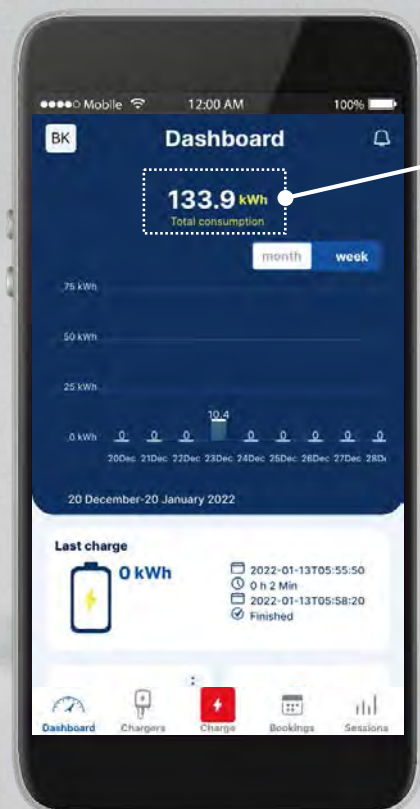 Mobile 12:00 AM 100%
BK Dashboard
133.9 kWh
Total consumption
month week
75 kWh
50 kWh
25 kWh
10.4
0 kWh 0 0 0 0 0 0 0 0
20Dec 21Dec 22Dec 23Dec 24Dec 25Dec 26Dec 27Dec 28D
20 December-20 January 2022
Last charge
0 kWh
2022-01-13T05:55:50
0 h 2 Min
2022-01-13T05:58:20
Finished
Dashboard Chargers Charge Bookings Sessions